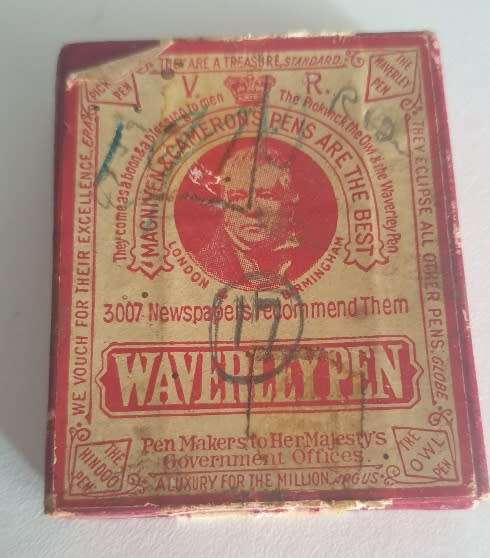 THEY ARE A TREASURE, STANDARD.
PICK
PEN
THE
WAVERLEY
PEN
V. R.
They come as a boon & a blessing to men
The Pickwick, the Owl, & the Waverley Pen.
MACNIVEN & CAMERON'S PENS ARE THE BEST
LONDON BIRMINGHAM
WE VOUCH FOR THEIR EXCELLENCE. ERA.
THEY ECLIPSE ALL OTHER PENS. GLOBE.
3007 Newspapers recommend Them
17
WAVERLEY PEN
Pen Makers to Her Majesty's
Government Offices.
THE
HINDOO
PEN
THE
OWL
PEN
A LUXURY FOR THE MILLION. ARGUS.